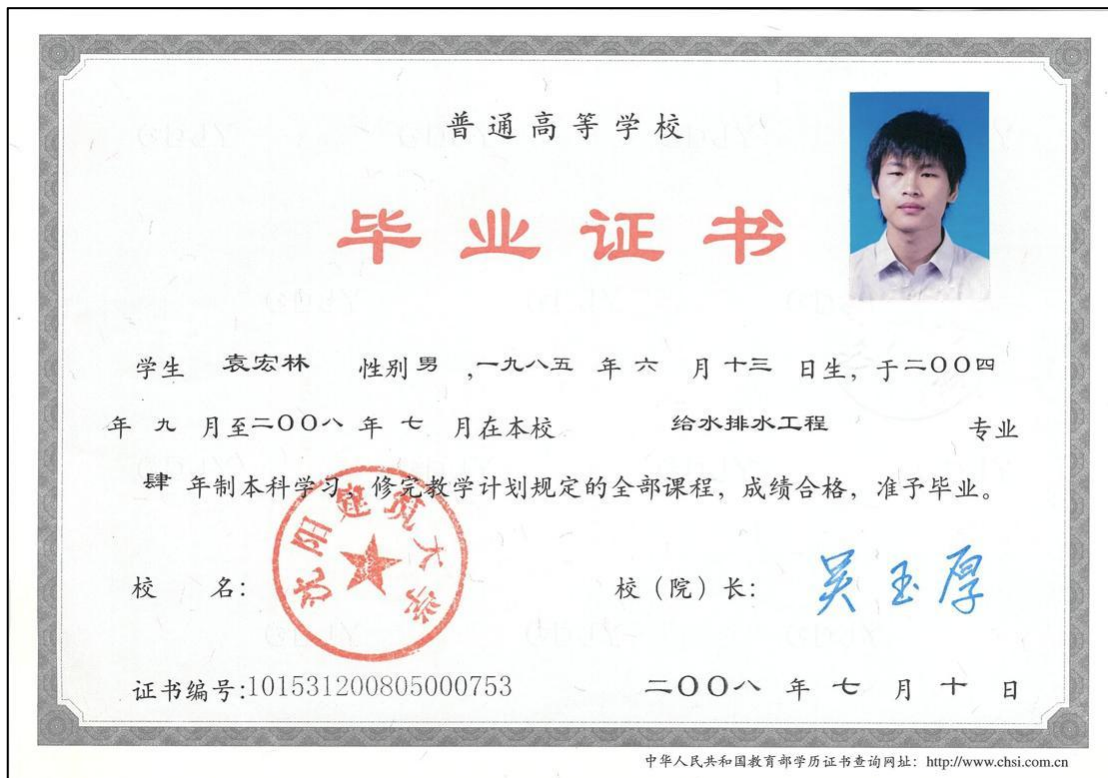 普通高等学校
毕业证书
学生 袁宏林 性别 男 ,一九八五 年 六 月 十三 日生, 于二〇〇四
年 九 月至二〇〇八 年 七 月在本校 给水排水工程 专业
肆 年制本科学习, 修完教学计划规定的全部课程, 成绩合格, 准予毕业。
沈阳建筑大学
校 名: 校（院）长: 吴玉厚
证书编号:101531200805000753 二〇〇八 年 七 月 十 日
中华人民共和国教育部学历证书查询网址: http://www.chsi.com.cn